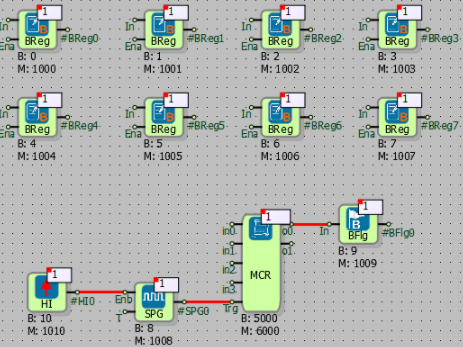 1 1 1 1
In In In In
BReg #BReg0 BReg #BReg1 BReg #BReg2 BReg #BReg3
Ena Ena Ena Ena
B: 0 B: 1 B: 2 B: 3
M: 1000 M: 1001 M: 1002 M: 1003
1 1 1 1
In In In In
BReg #BReg4 BReg #BReg5 BReg #BReg6 BReg #BReg7
Ena Ena Ena Ena
B: 4 B: 5 B: 6 B: 7
M: 1004 M: 1005 M: 1006 M: 1007
1 1
in0 o0 In B BFlg #BFlg0
in1 o1
B: 9
M: 1009
in2
MCR
in3
Trg
B: 5000
M: 6000
1 1
HI #HI0 Enb SPG #SPG0
T
B: 10 B: 8
M: 1010 M: 1008